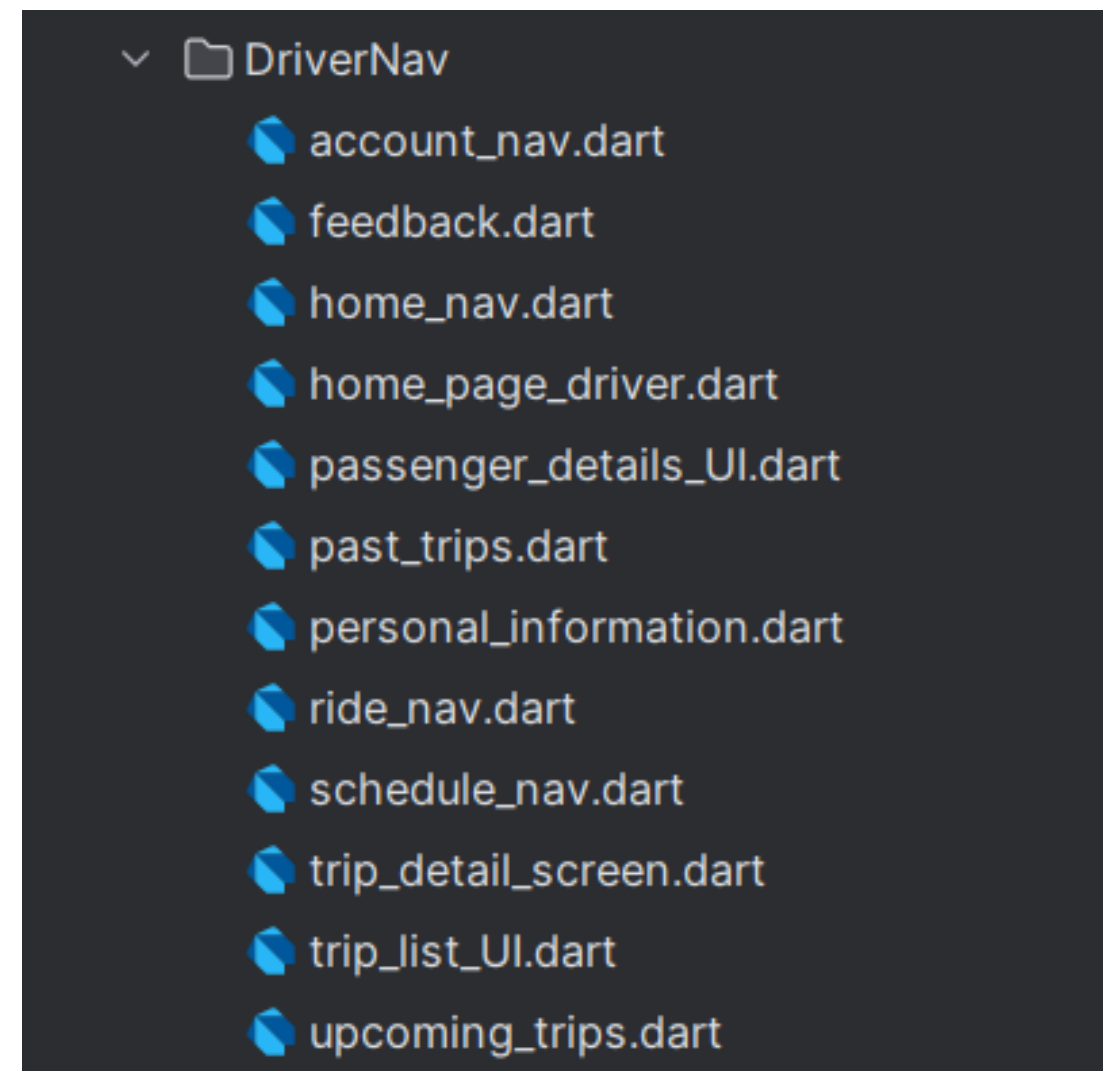 DriverNav
account_nav.dart
feedback.dart
home_nav.dart
home_page_driver.dart
passenger_details_UI.dart
past_trips.dart
personal_information.dart
ride_nav.dart
schedule_nav.dart
trip_detail_screen.dart
trip_list_UI.dart
upcoming_trips.dart